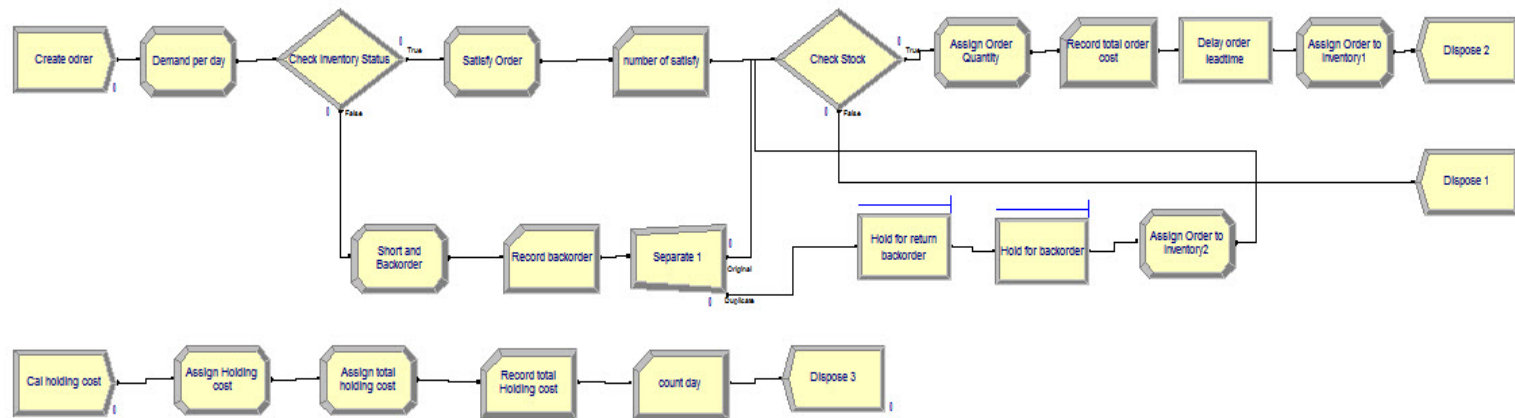 Create odrer
Demand per day
Check Inventory Status
True
False
Satisfy Order
number of satisfy
Check Stock
True
False
Assign Order
Quantity
Record total order
cost
Delay order
leadtime
Assign Order to
Inventory1
Dispose 2
Dispose 1
Short and
Backorder
Record backorder
Separate 1
Original
Duplicate
Hold for return
backorder
Hold for backorder
Assign Order to
Inventory2
Cal holding cost
Assign Holding
cost
Assign total
holding cost
Record total
Holding cost
count day
Dispose 3